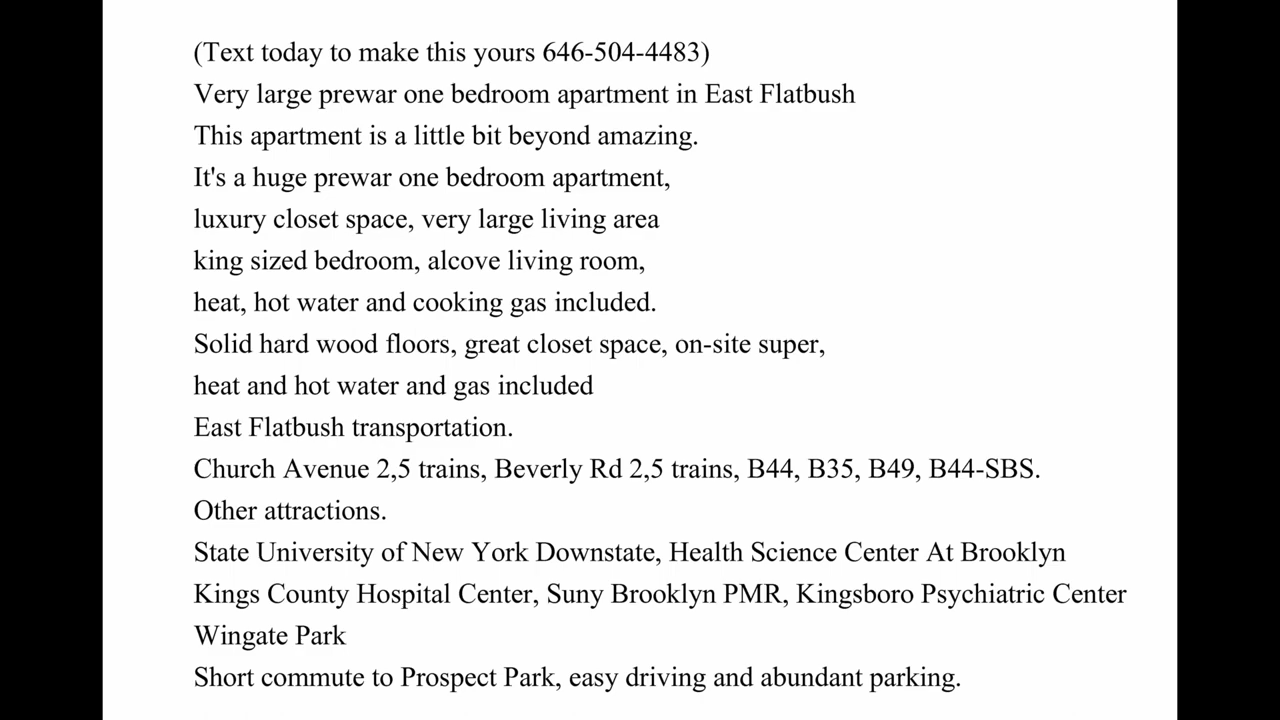 (Text today to make this yours 646-504-4483)
Very large prewar one bedroom apartment in East Flatbush
This apartment is a little bit beyond amazing.
It's a huge prewar one bedroom apartment,
luxury closet space, very large living area
king sized bedroom, alcove living room,
heat, hot water and cooking gas included.
Solid hard wood floors, great closet space, on-site super,
heat and hot water and gas included
East Flatbush transportation.
Church Avenue 2,5 trains, Beverly Rd 2,5 trains, B44, B35, B49, B44-SBS.
Other attractions.
State University of New York Downstate, Health Science Center At Brooklyn
Kings County Hospital Center, Suny Brooklyn PMR, Kingsboro Psychiatric Center
Wingate Park
Short commute to Prospect Park, easy driving and abundant parking.